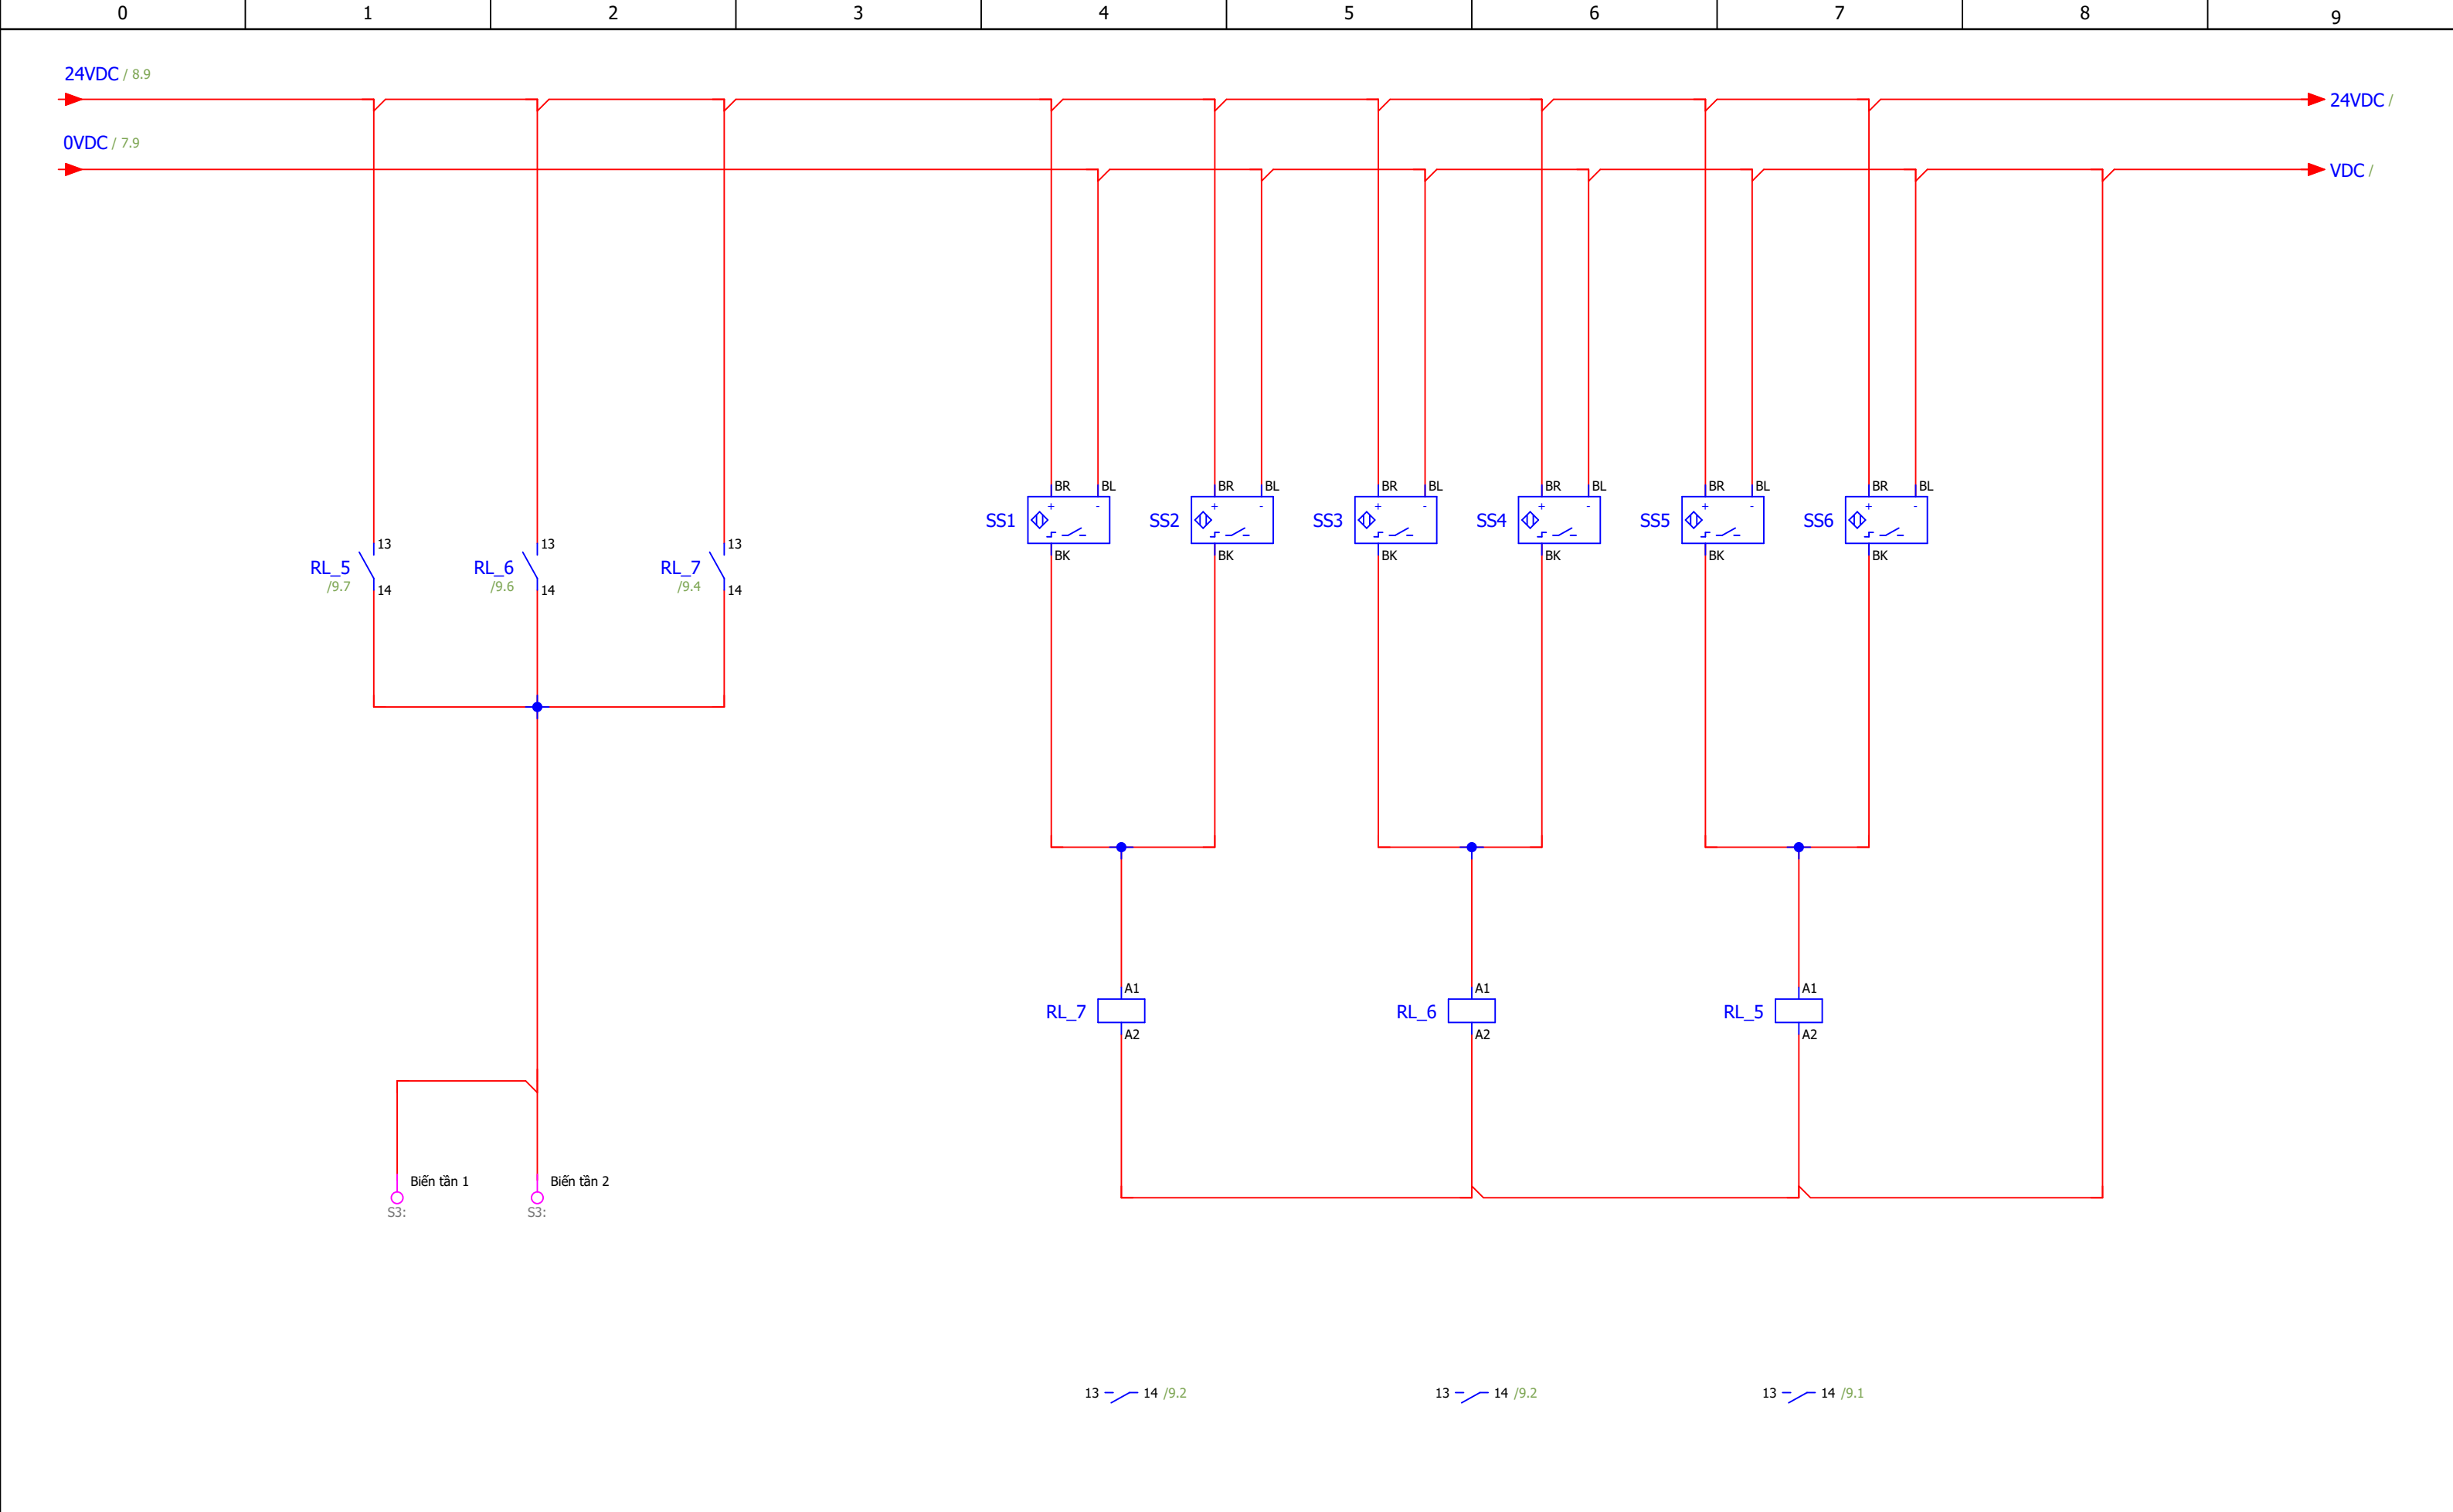 0 1 2 3 4 5 6 7 8 9
24VDC / 8.9
24VDC /
0VDC / 7.9
VDC /
BR BL BR BL BR BL BR BL BR BL BR BL
SS1 + - SS2 + - SS3 + - SS4 + - SS5 + - SS6 + -
13 13 13
BK BK BK BK BK BK
RL_5 RL_6 RL_7
/9.7 14 /9.6 14 /9.4 14
A1 A1 A1
RL_7 RL_6 RL_5
A2 A2 A2
Biến tần 1 Biến tần 2
S3: S3:
13 14 /9.2 13 14 /9.2 13 14 /9.1